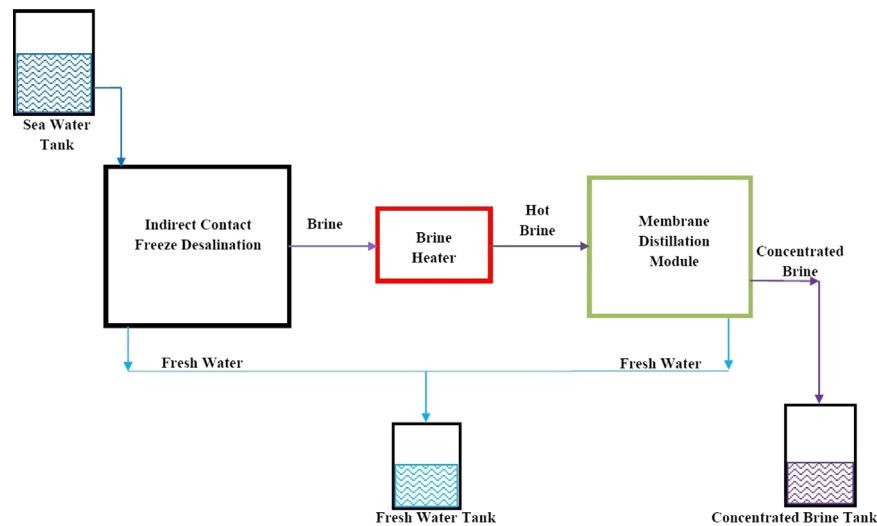 Sea Water
Tank
Indirect Contact
Freeze Desalination
Brine
Brine
Heater
Hot
Brine
Membrane
Distillation
Module
Concentrated
Brine
Fresh Water
Fresh Water
Fresh Water Tank
Concentrated Brine Tank